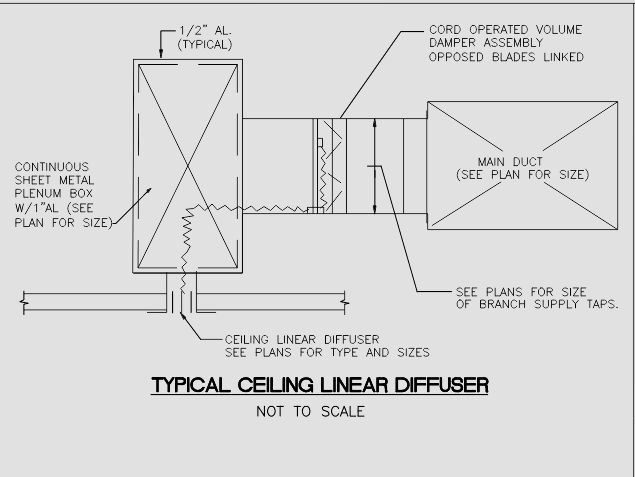 1/2" AL.
(TYPICAL)
CORD OPERATED VOLUME
DAMPER ASSEMBLY
OPPOSED BLADES LINKED
CONTINUOUS
SHEET METAL
PLENUM BOX
W/1"AL (SEE
PLAN FOR SIZE)
MAIN DUCT
(SEE PLAN FOR SIZE)
SEE PLANS FOR SIZE
OF BRANCH SUPPLY TAPS.
CEILING LINEAR DIFFUSER
SEE PLANS FOR TYPE AND SIZES
TYPICAL CEILING LINEAR DIFFUSER
NOT TO SCALE